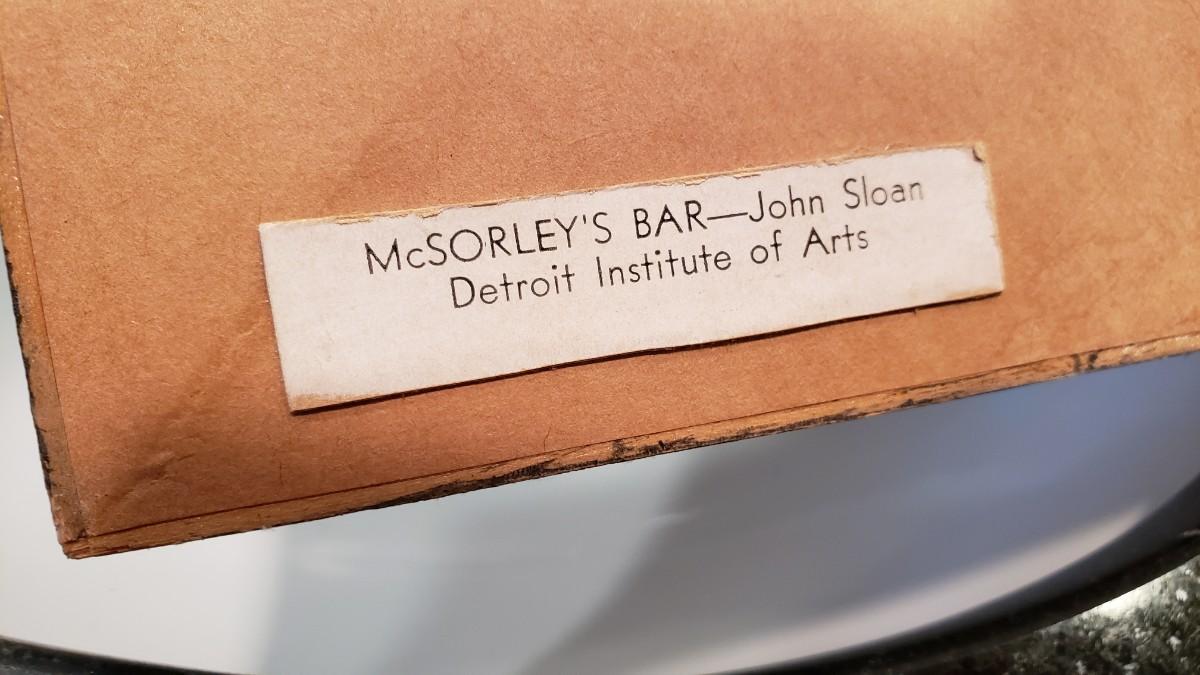 McSORLEY'S BAR—John Sloan
Detroit Institute of Arts